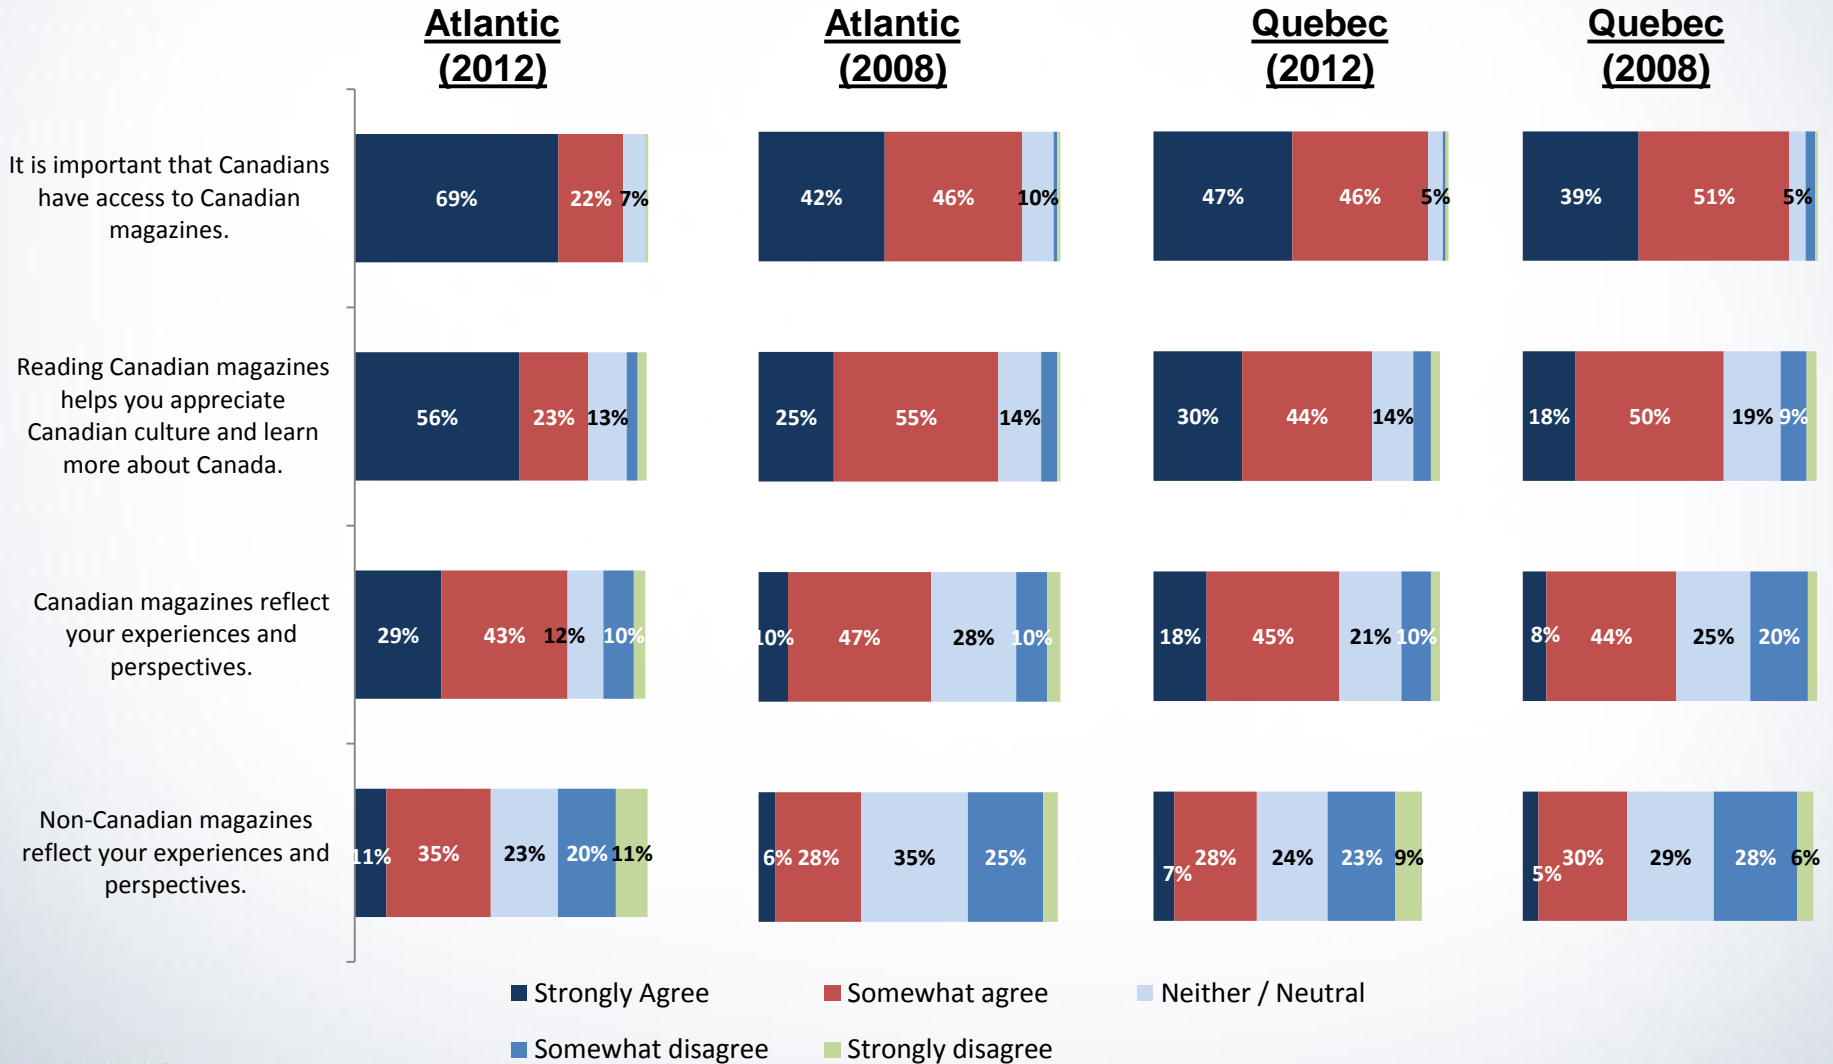 Atlantic
(2012)
Atlantic
(2008)
Quebec
(2012)
Quebec
(2008)
It is important that Canadians
have access to Canadian
magazines.
69% 22% 7% 42% 46% 10% 47% 46% 5% 39% 51% 5%
Reading Canadian magazines
helps you appreciate
Canadian culture and learn
more about Canada.
56% 23% 13% 25% 55% 14% 30% 44% 14% 18% 50% 19% 9%
Canadian magazines reflect
your experiences and
perspectives.
29% 43% 12% 10% 10% 47% 28% 10% 18% 45% 21% 10% 8% 44% 25% 20%
Non-Canadian magazines
reflect your experiences and
perspectives.
11% 35% 23% 20% 11% 6% 28% 35% 25% 7% 28% 24% 23% 9% 5% 30% 29% 28% 6%
Strongly Agree Somewhat agree Neither / Neutral
Somewhat disagree Strongly disagree